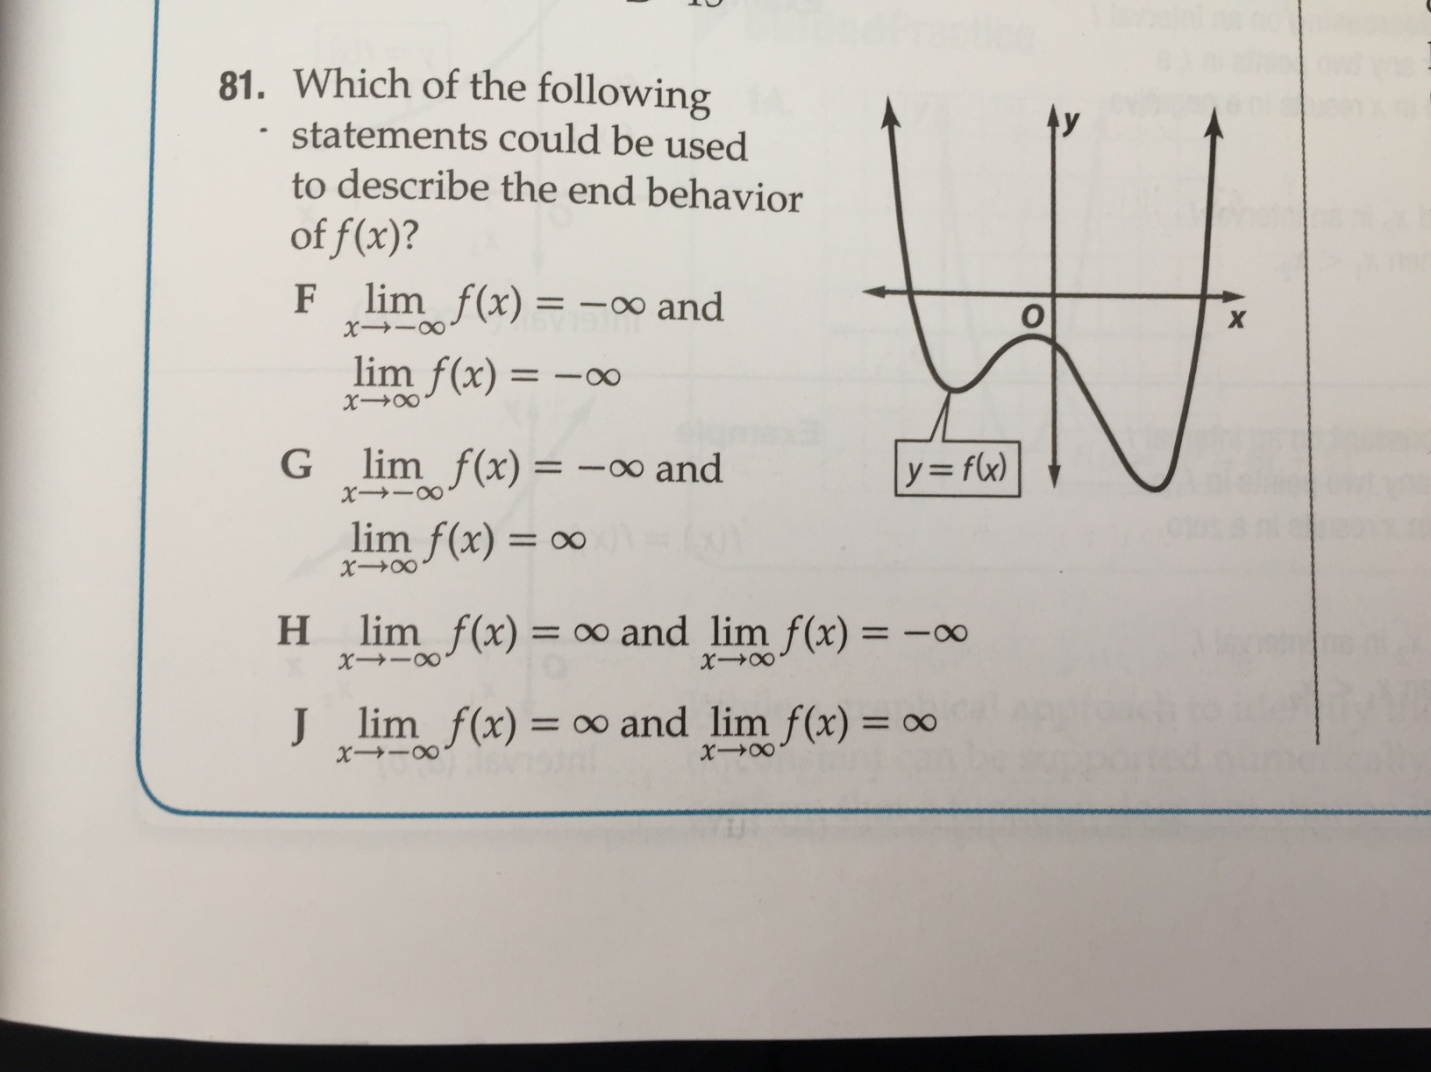 81. Which of the following
statements could be used
to describe the end behavior
of f(x)?
F lim f(x) = −∞ and
x→−∞
lim f(x) = −∞
x→∞
G lim f(x) = −∞ and
x→−∞
lim f(x) = ∞
x→∞
H lim f(x) = ∞ and lim f(x) = −∞
x→−∞ x→∞
J lim f(x) = ∞ and lim f(x) = ∞
x→−∞ x→∞
y
O
x
y = f(x)